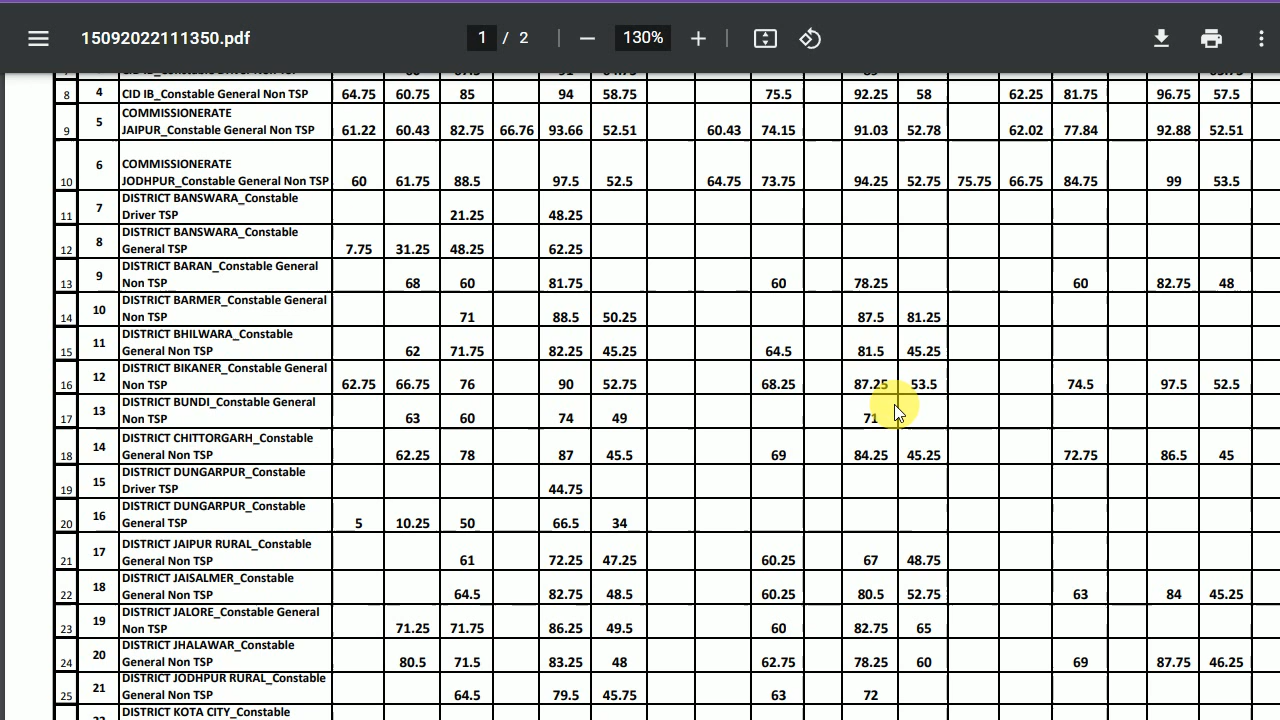 15092022111350.pdf 1 / 2 130%
8 4 CID IB_Constable General Non TSP 64.75 60.75 85 94 58.75 75.5 92.25 58 62.25 81.75 96.75 57.5
COMMISSIONERATE
9 5 JAIPUR_Constable General Non TSP 61.22 60.43 82.75 66.76 93.66 52.51 60.43 74.15 91.03 52.78 62.02 77.84 92.88 52.51
COMMISSIONERATE
10 6 JODHPUR_Constable General Non TSP 60 61.75 88.5 97.5 52.5 64.75 73.75 94.25 52.75 75.75 66.75 84.75 99 53.5
DISTRICT BANSWARA_Constable
11 7 Driver TSP 21.25 48.25
DISTRICT BANSWARA_Constable
12 8 General TSP 7.75 31.25 48.25 62.25
DISTRICT BARAN_Constable General
13 9 Non TSP 68 60 81.75 60 78.25 60 82.75 48
DISTRICT BARMER_Constable General
14 10 Non TSP 71 88.5 50.25 87.5 81.25
DISTRICT BHILWARA_Constable
15 11 General Non TSP 62 71.75 82.25 45.25 64.5 81.5 45.25
DISTRICT BIKANER_Constable General
16 12 Non TSP 62.75 66.75 76 90 52.75 68.25 87.25 53.5 74.5 97.5 52.5
DISTRICT BUNDI_Constable General
17 13 Non TSP 63 60 74 49 71
DISTRICT CHITTORGARH_Constable
18 14 General Non TSP 62.25 78 87 45.5 69 84.25 45.25 72.75 86.5 45
DISTRICT DUNGARPUR_Constable
19 15 Driver TSP 44.75
DISTRICT DUNGARPUR_Constable
20 16 General TSP 5 10.25 50 66.5 34
DISTRICT JAIPUR RURAL_Constable
21 17 General Non TSP 61 72.25 47.25 60.25 67 48.75
DISTRICT JAISALMER_Constable
22 18 General Non TSP 64.5 82.75 48.5 60.25 80.5 52.75 63 84 45.25
DISTRICT JALORE_Constable General
23 19 Non TSP 71.25 71.75 86.25 49.5 60 82.75 65
DISTRICT JHALAWAR_Constable
24 20 General Non TSP 80.5 71.5 83.25 48 62.75 78.25 60 69 87.75 46.25
DISTRICT JODHPUR RURAL_Constable
25 21 General Non TSP 64.5 79.5 45.75 63 72
DISTRICT KOTA CITY_Constable